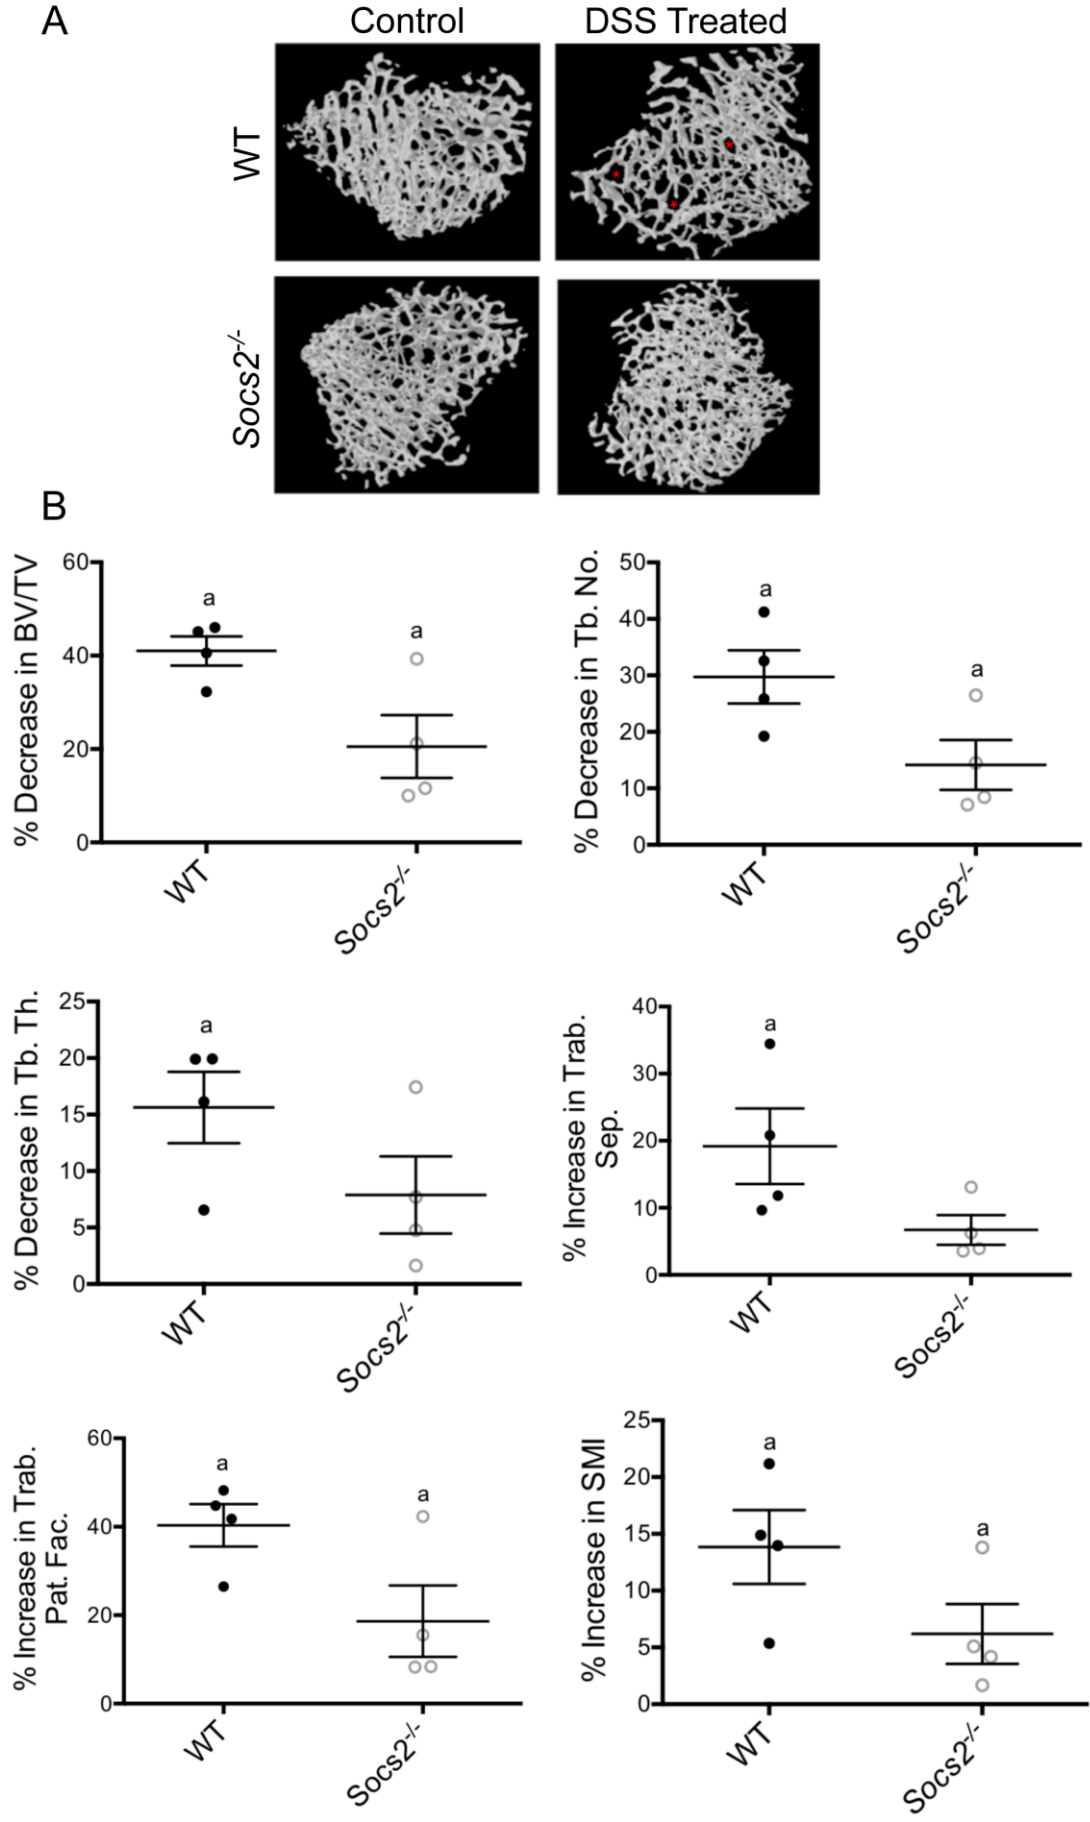 A
Control
DSS Treated
WT
*
*
*
Socs2-/-
B
% Decrease in BV/TV
60
40
20
0
a
a
WT
Socs2-/-
% Decrease in Tb. No.
50
40
30
20
10
0
a
a
WT
Socs2-/-
% Decrease in Tb. Th.
25
20
15
10
5
0
a
WT
Socs2-/-
% Increase in Trab.
Sep.
40
30
20
10
0
a
WT
Socs2-/-
% Increase in Trab.
Pat. Fac.
60
40
20
0
a
a
WT
Socs2-/-
% Increase in SMI
25
20
15
10
5
0
a
a
WT
Socs2-/-